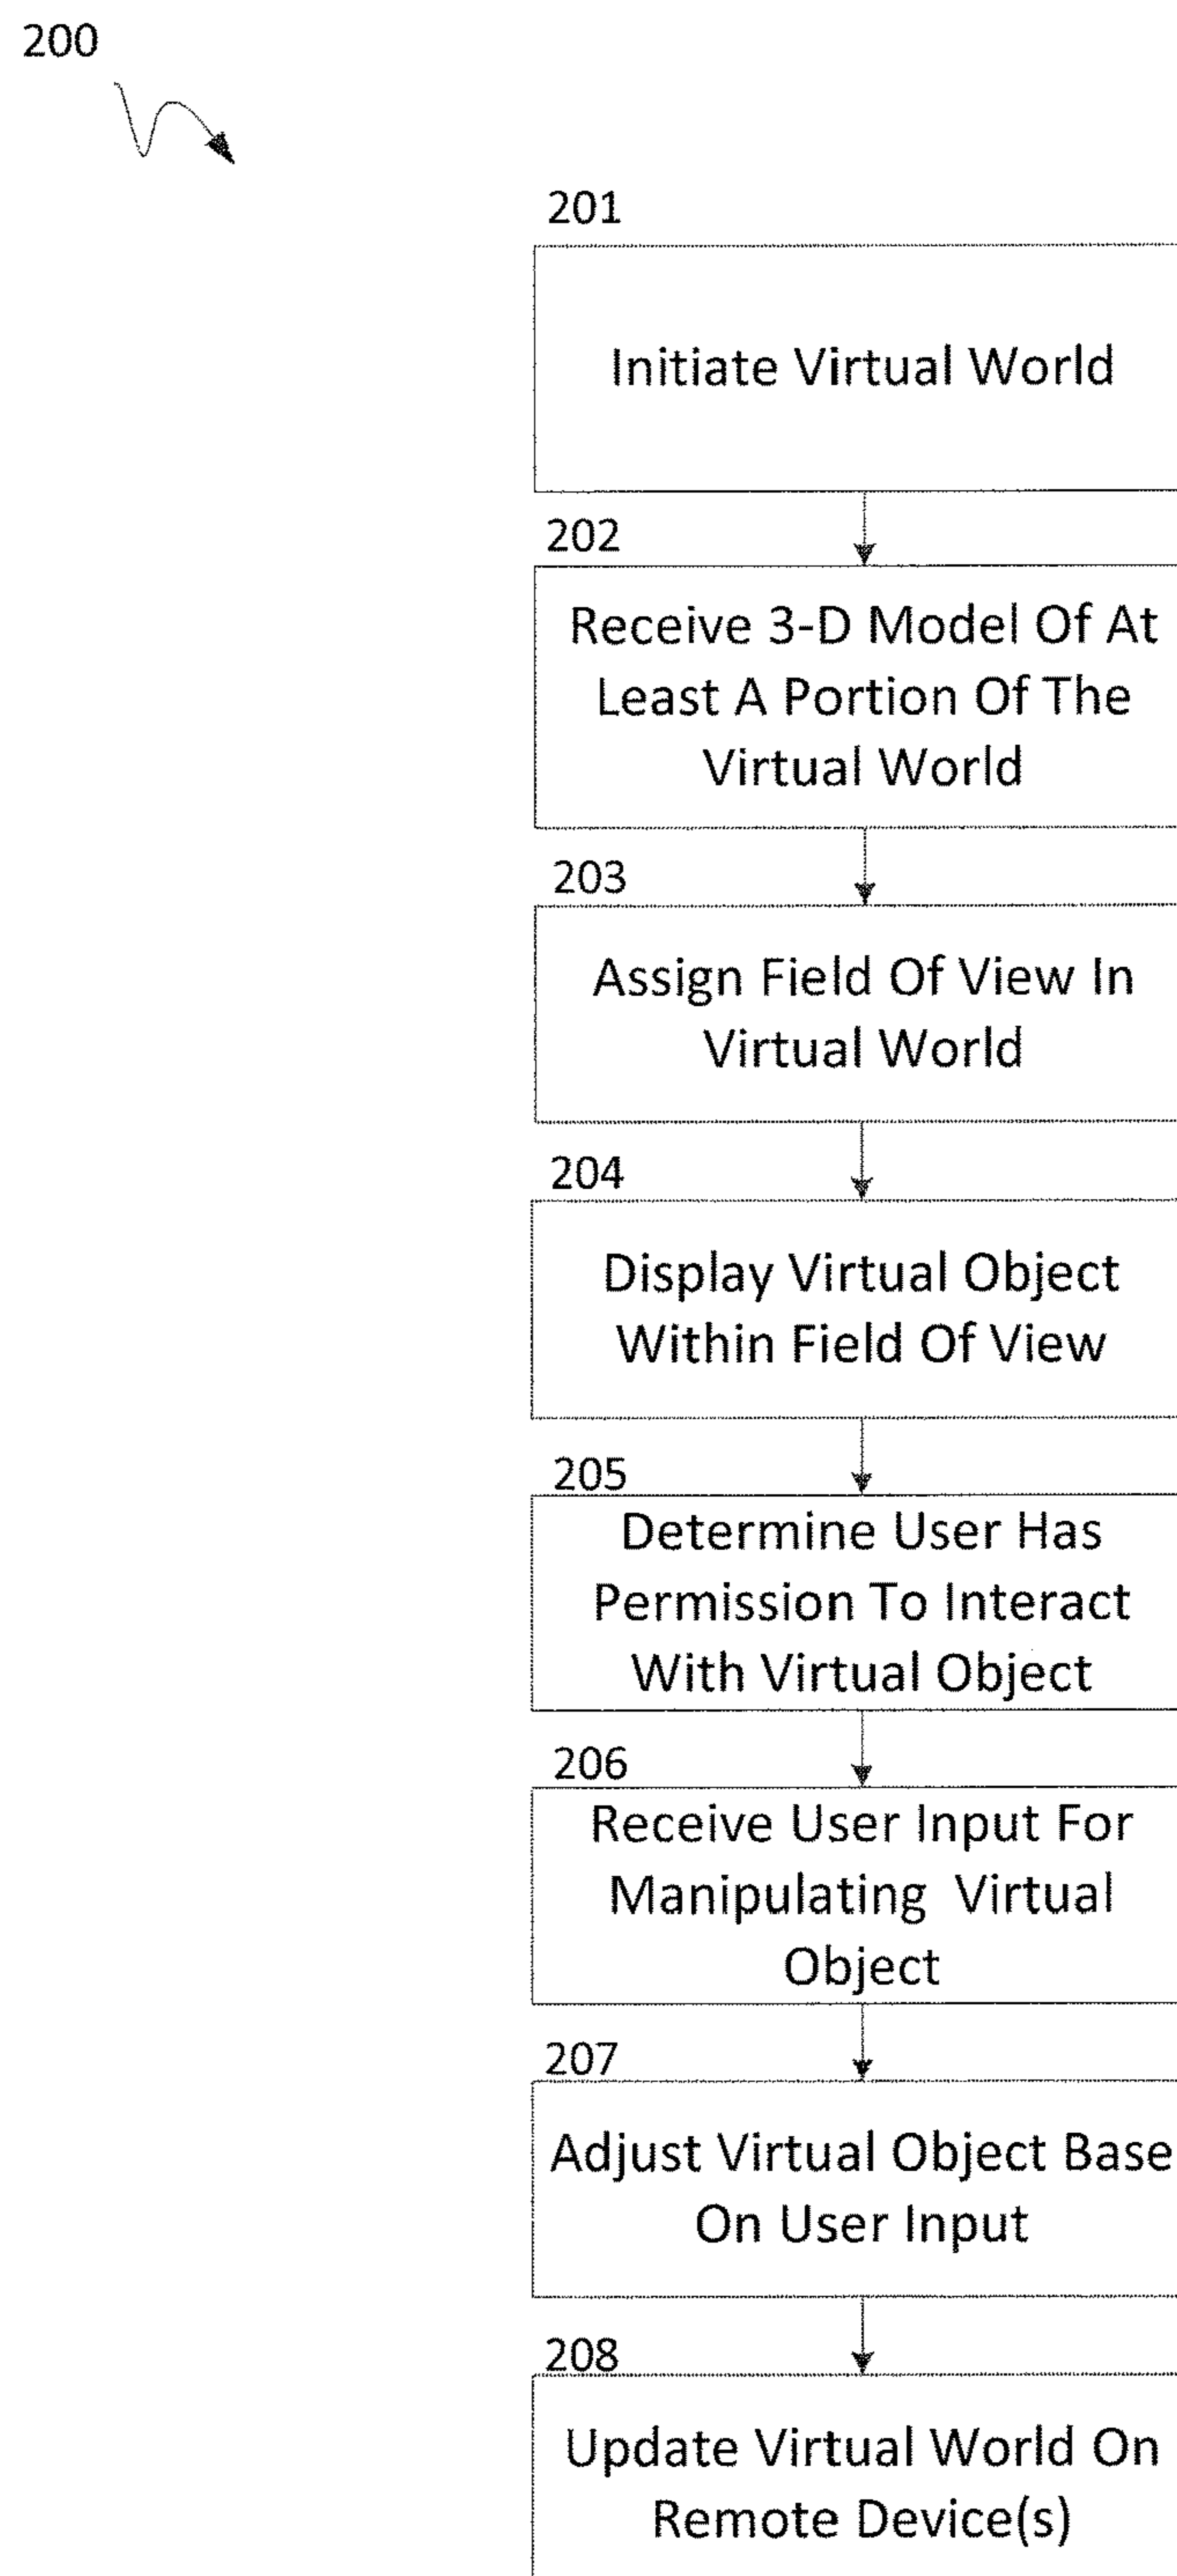 200
201
Initiate Virtual World
202
Receive 3-D Model Of At
Least A Portion Of The
Virtual World
203
Assign Field Of View In
Virtual World
204
Display Virtual Object
Within Field Of View
205
Determine User Has
Permission To Interact
With Virtual Object
206
Receive User Input For
Manipulating Virtual
Object
207
Adjust Virtual Object Base
On User Input
208
Update Virtual World On
Remote Device(s)